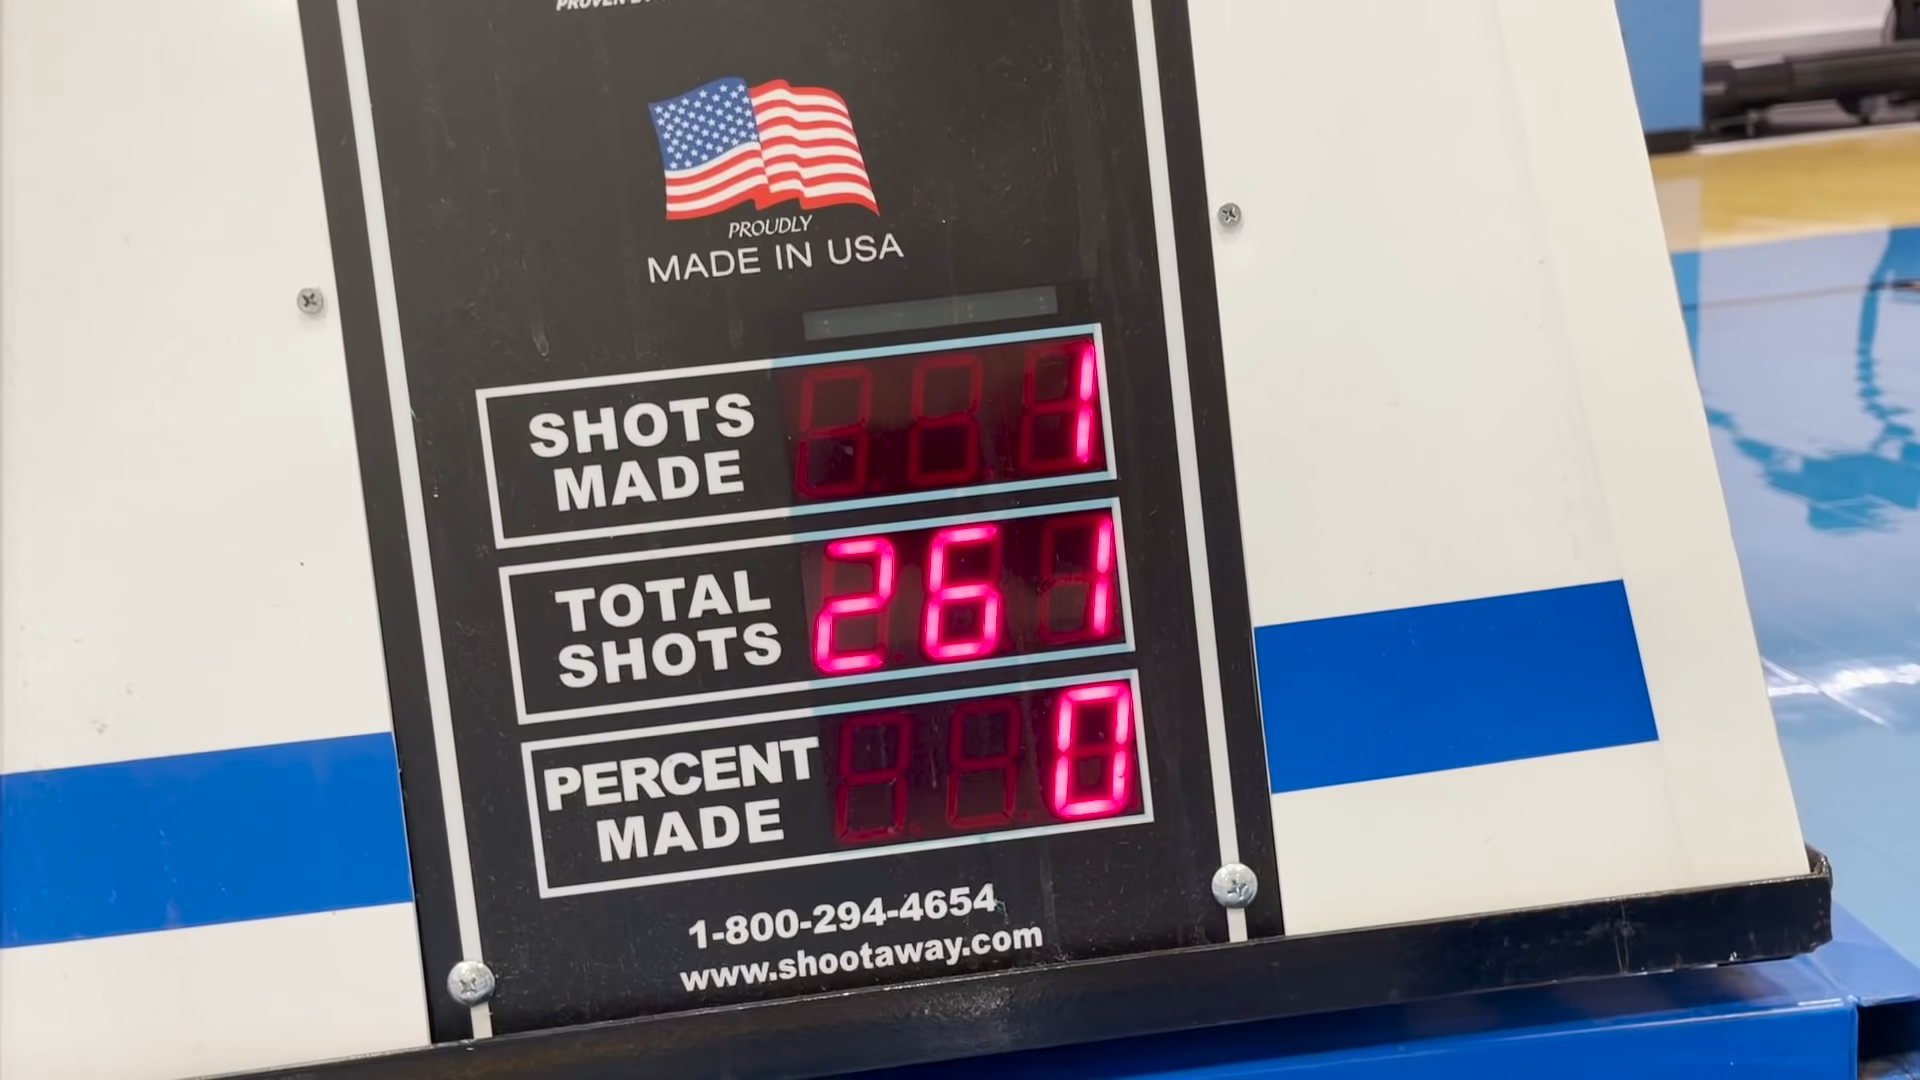 PROUDLY
MADE IN USA
SHOTS
MADE
1
TOTAL
SHOTS
261
PERCENT
MADE
0
1-800-294-4654
www.shootaway.com